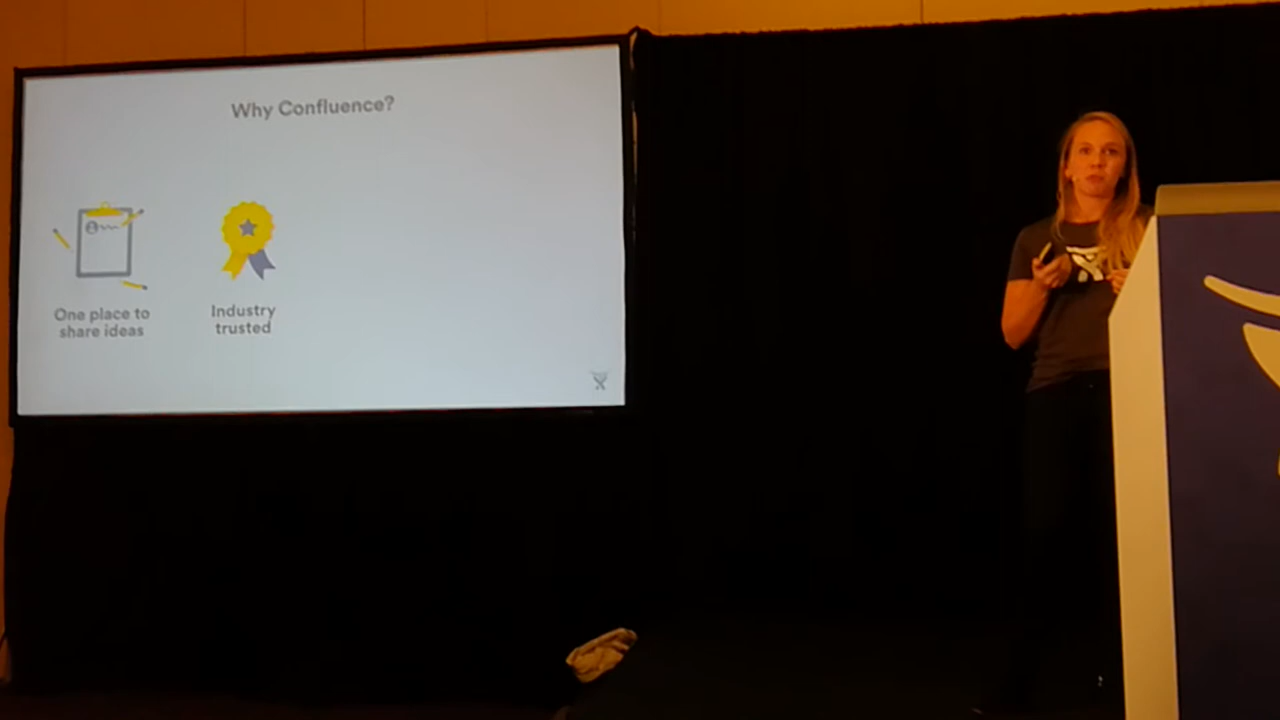 Why Confluence?
One place to
share ideas
Industry
trusted